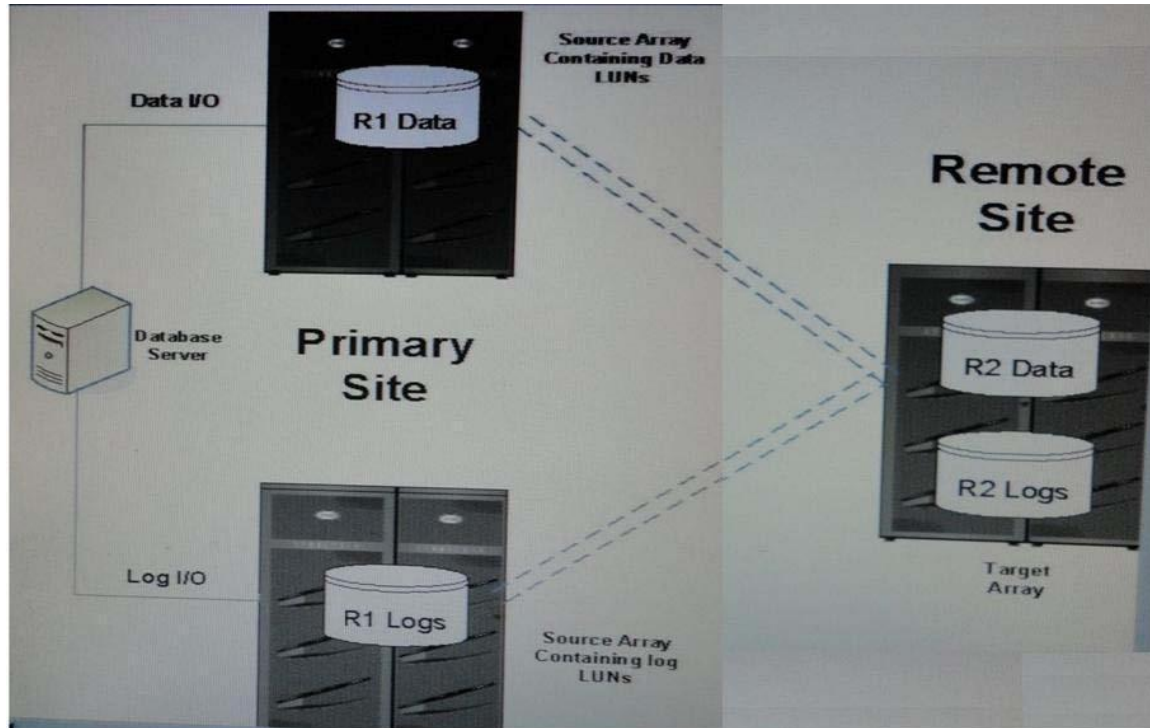 Source Array
Containing Data
LUNs
Data I/O
R1 Data
Remote
Site
Database
Server
Primary
Site
R2 Data
R2 Logs
Log I/O
R1 Logs
Target
Array
Source Array
Containing log
LUNs